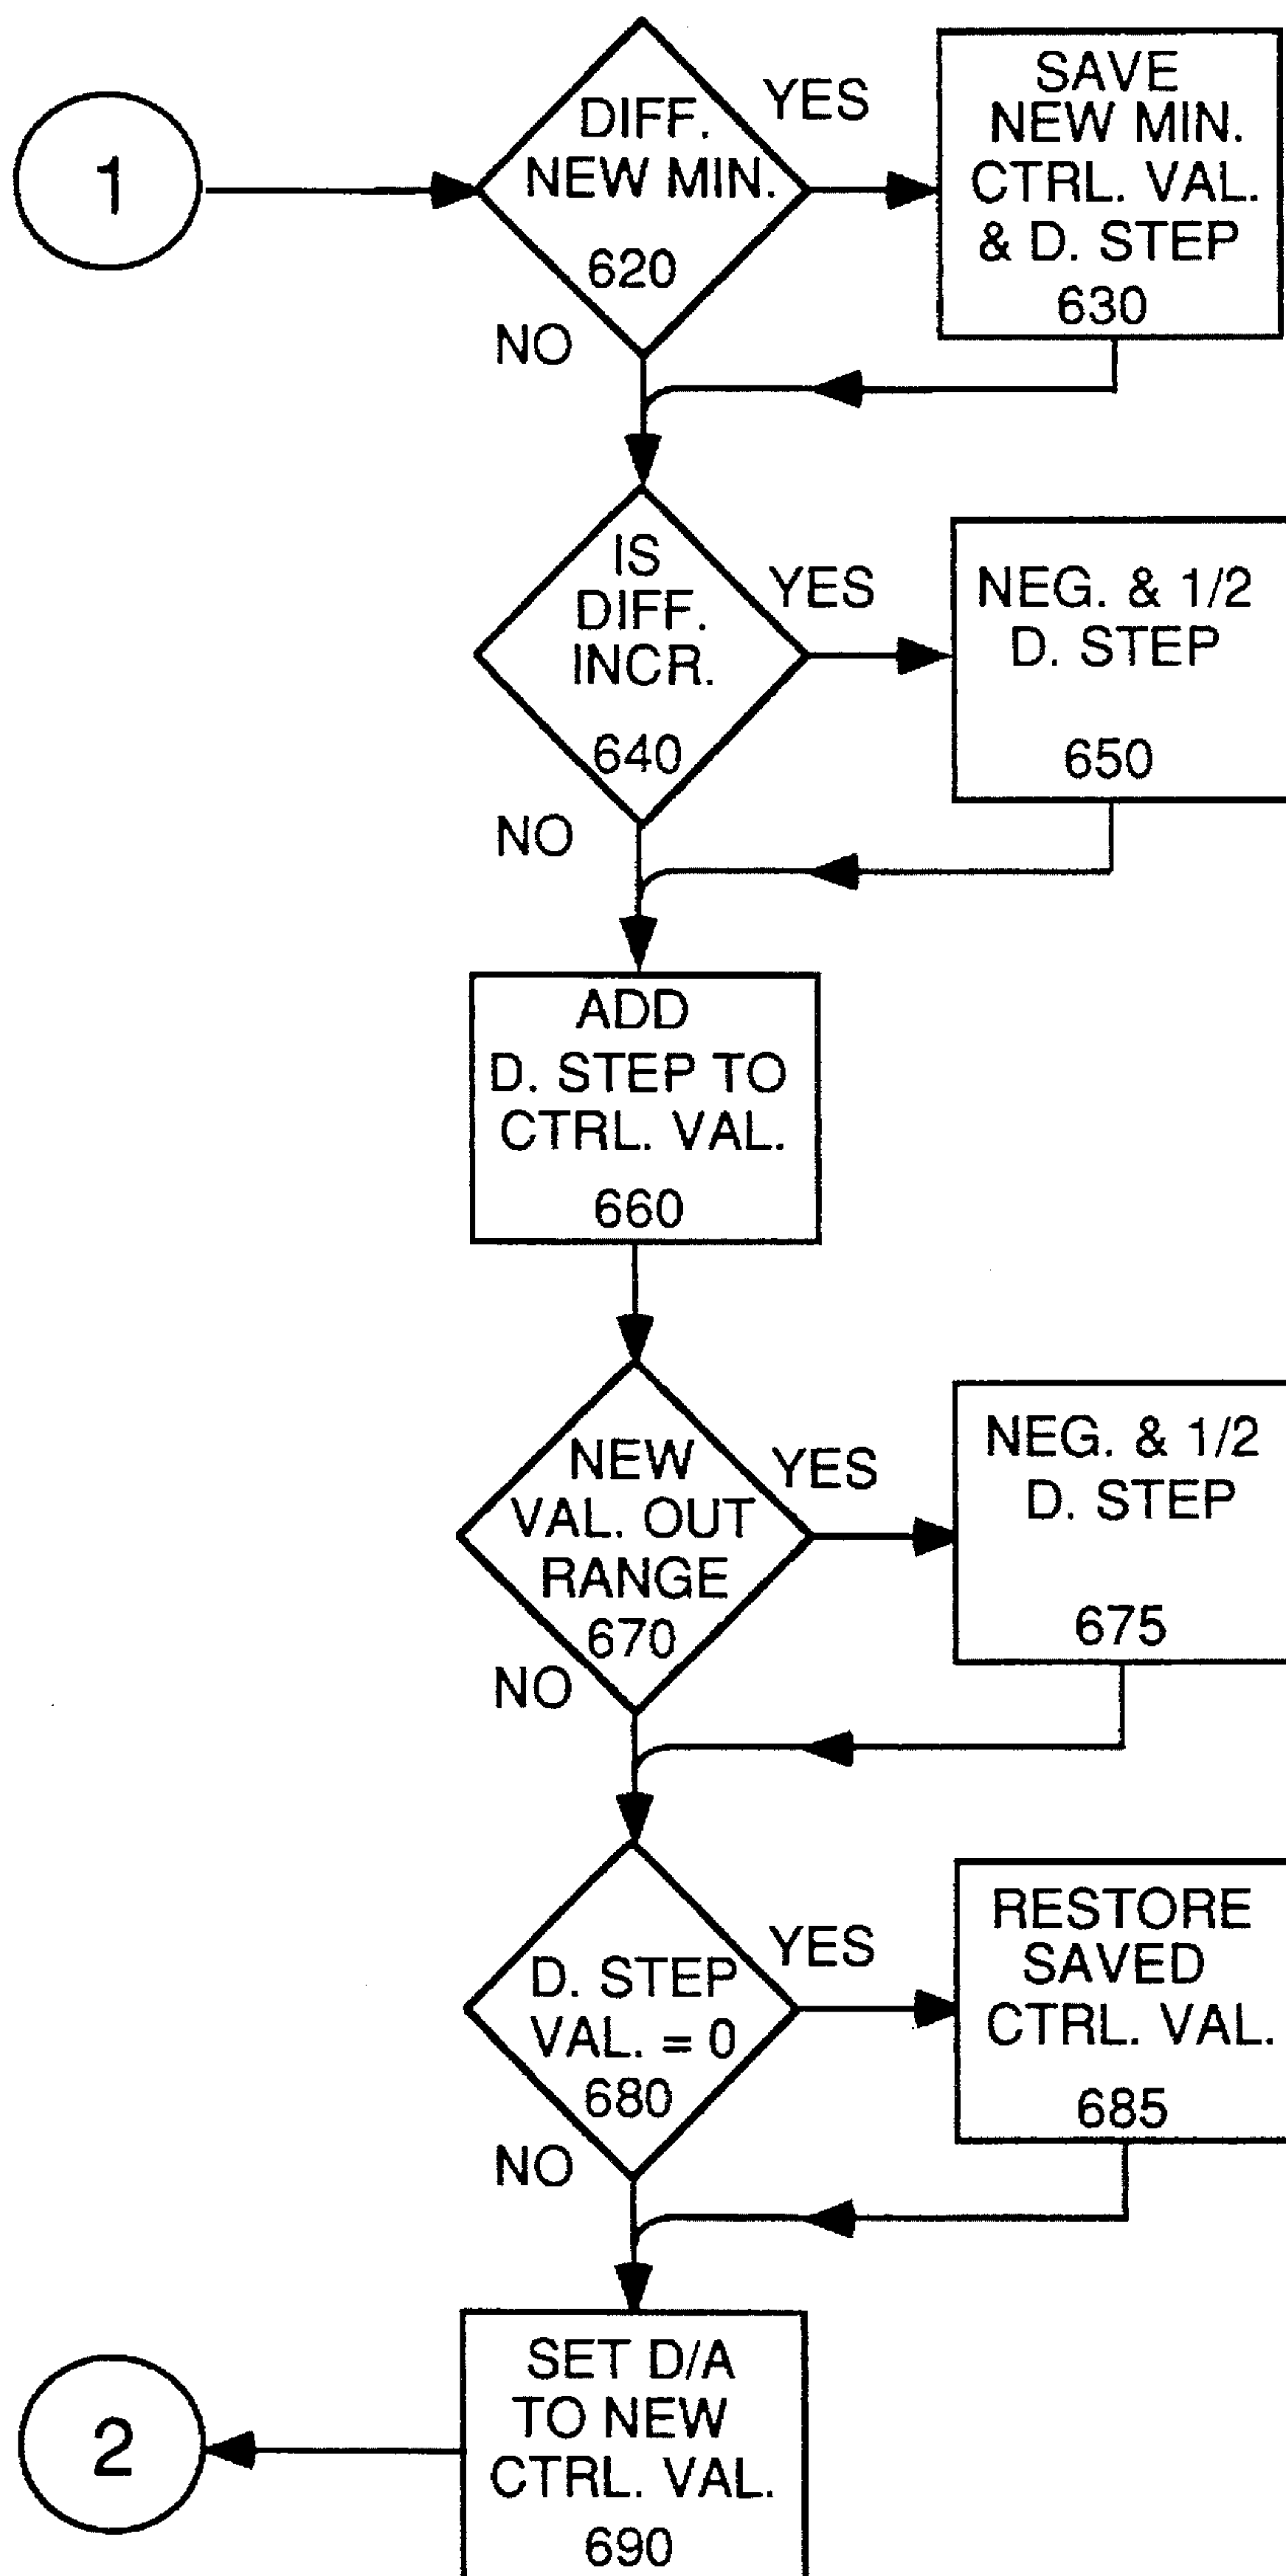 1
DIFF.
NEW MIN.
620
YES
NO
SAVE
NEW MIN.
CTRL. VAL.
& D. STEP
630
IS
DIFF.
INCR.
640
YES
NO
NEG. & 1/2
D. STEP
650
ADD
D. STEP TO
CTRL. VAL.
660
NEW
VAL. OUT
RANGE
670
YES
NO
NEG. & 1/2
D. STEP
675
D. STEP
VAL. = 0
680
YES
NO
RESTORE
SAVED
CTRL. VAL.
685
SET D/A
TO NEW
CTRL. VAL.
690
2